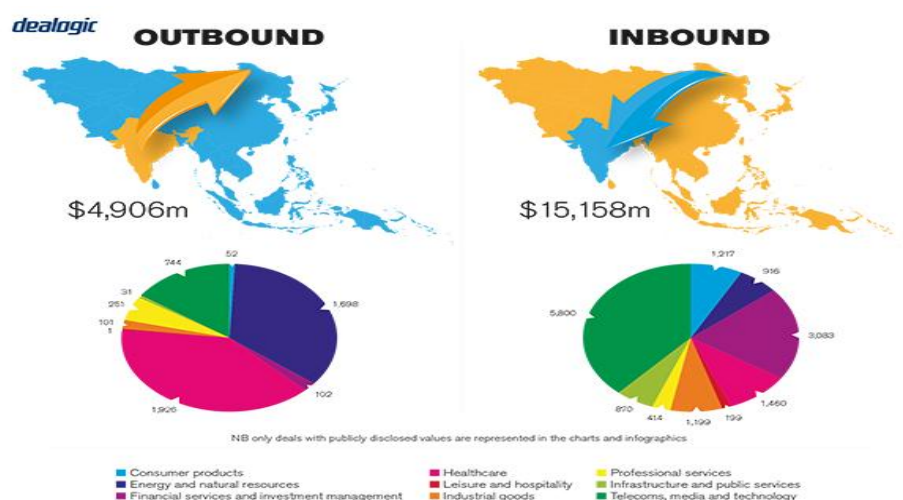 dealogic
OUTBOUND
INBOUND
$4,906m
$15,158m
52
744
31
251
101
1
1,698
102
1,926
1,217
916
5,800
3,083
1,460
870
414
1,199
199
NB only deals with publicly disclosed values are represented in the charts and infographics
Consumer products
Healthcare
Professional services
Energy and natural resources
Leisure and hospitality
Infrastructure and public services
Financial services and investment management
Industrial goods
Telecoms, media and technology